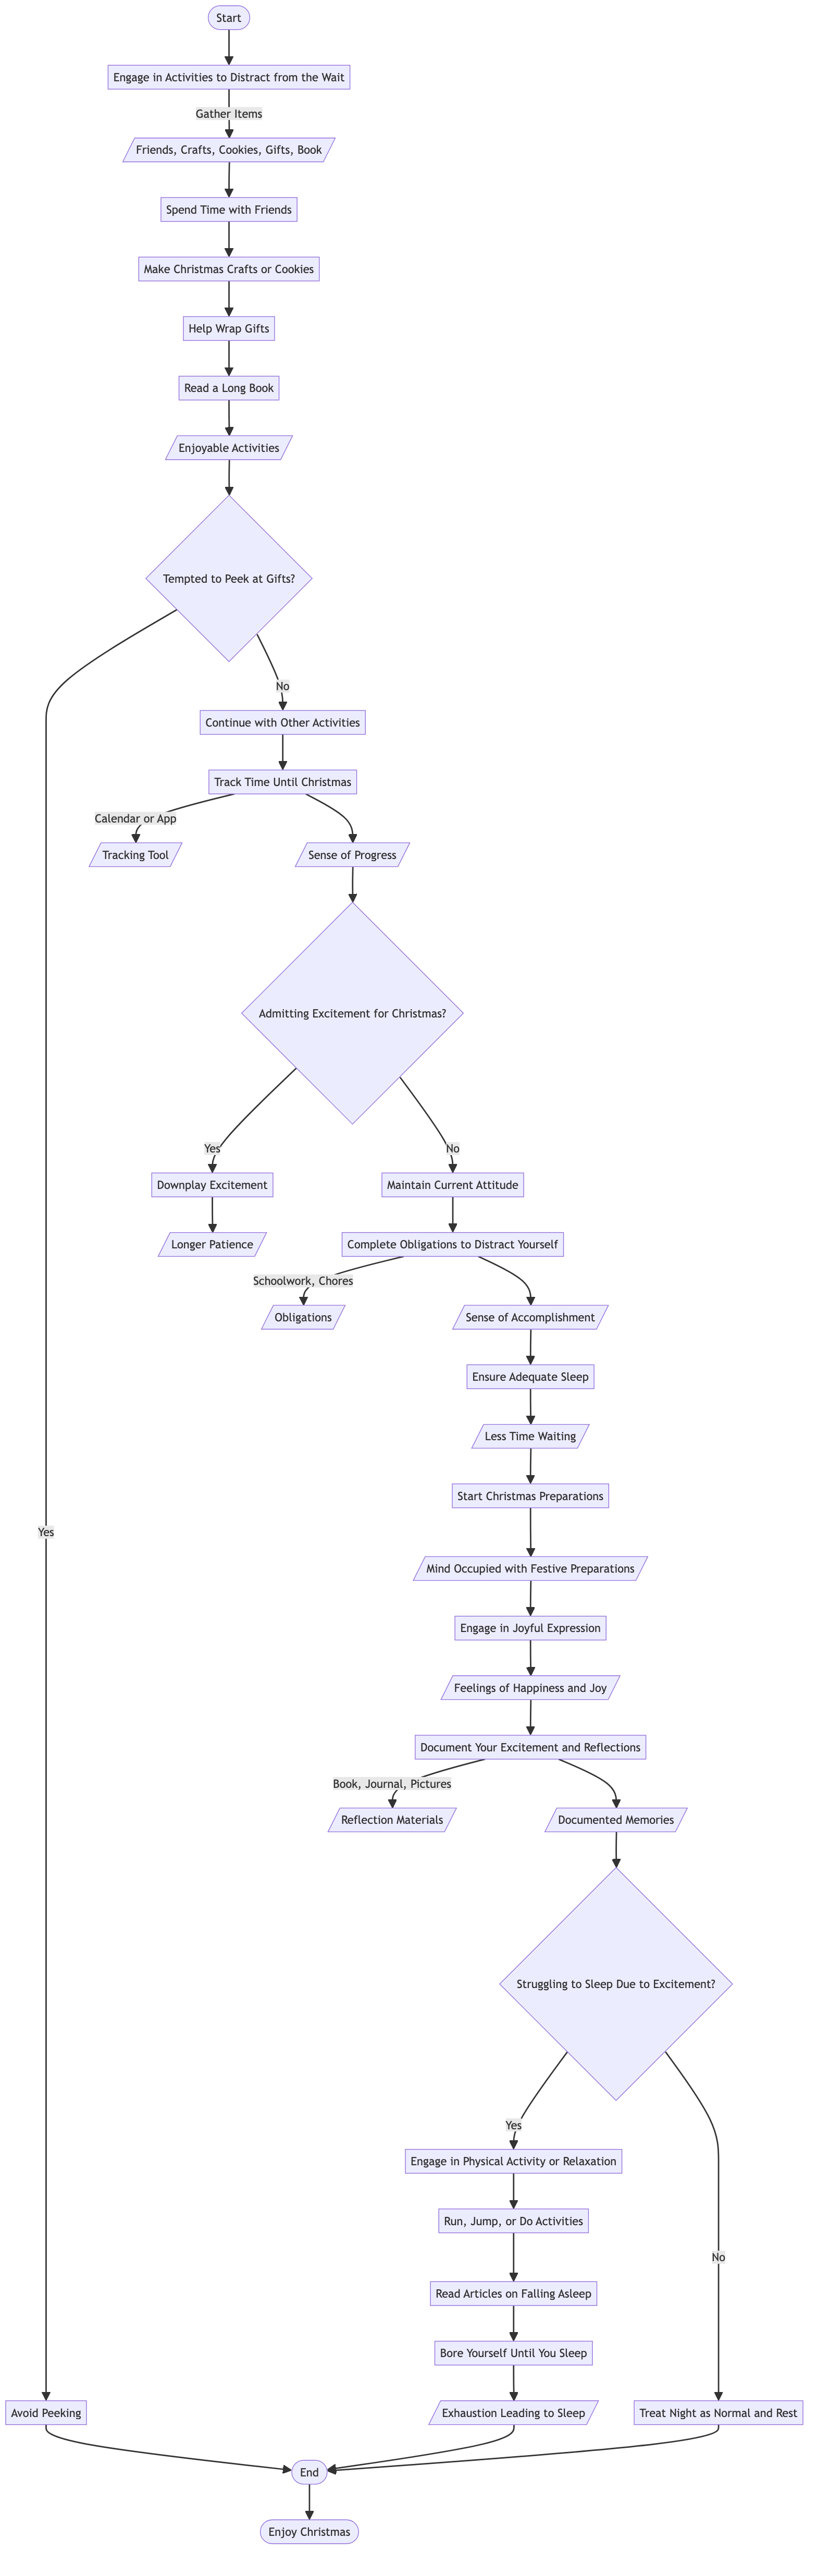 Start
Engage in Activities to Distract from the Wait
Gather Items
Friends, Crafts, Cookies, Gifts, Book
Spend Time with Friends
Make Christmas Crafts or Cookies
Help Wrap Gifts
Read a Long Book
Enjoyable Activities
Tempted to Peek at Gifts?
No
Continue with Other Activities
Track Time Until Christmas
Calendar or App
Tracking Tool
Sense of Progress
Admitting Excitement for Christmas?
Yes
No
Downplay Excitement
Maintain Current Attitude
Longer Patience
Complete Obligations to Distract Yourself
Schoolwork, Chores
Obligations
Sense of Accomplishment
Ensure Adequate Sleep
Less Time Waiting
Start Christmas Preparations
Yes
Mind Occupied with Festive Preparations
Engage in Joyful Expression
Feelings of Happiness and Joy
Document Your Excitement and Reflections
Book, Journal, Pictures
Reflection Materials
Documented Memories
Struggling to Sleep Due to Excitement?
Yes
Engage in Physical Activity or Relaxation
Run, Jump, or Do Activities
No
Read Articles on Falling Asleep
Bore Yourself Until You Sleep
Avoid Peeking
Exhaustion Leading to Sleep
Treat Night as Normal and Rest
End
Enjoy Christmas